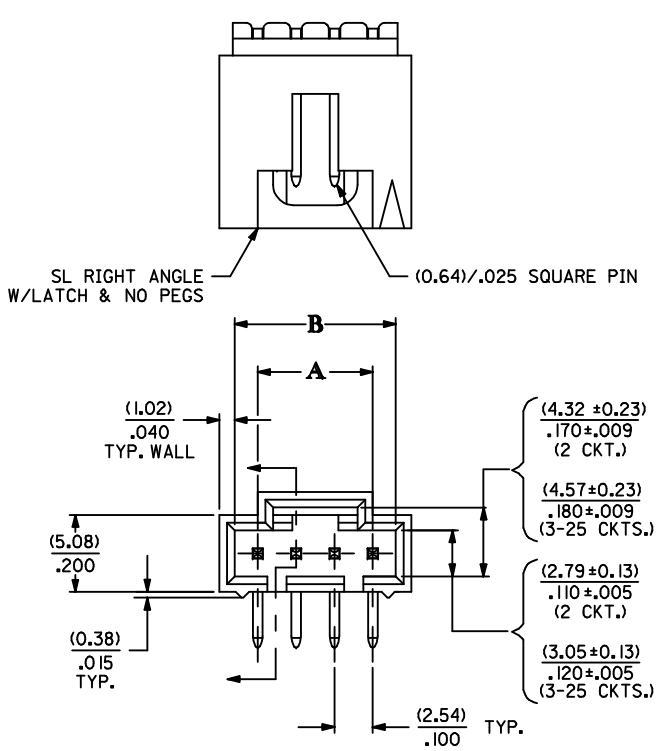 SL RIGHT ANGLE
W/LATCH & NO PEGS
(0.64)/.025 SQUARE PIN
B
A
(1.02)
.040
TYP. WALL
(4.32 ±0.23)
.170±.009
(2 CKT.)
(4.57±0.23)
.180±.009
(3-25 CKTS.)
(5.08)
.200
(2.79±0.13)
.110±.005
(2 CKT.)
(0.38)
.015
TYP.
(3.05±0.13)
.120±.005
(3-25 CKTS.)
(2.54)
.100
TYP.